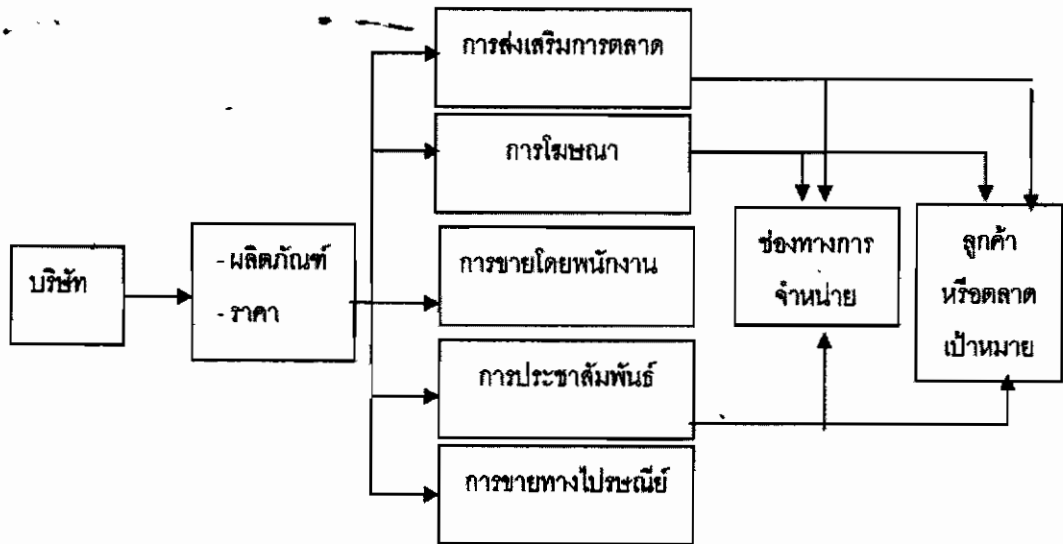 บริษัท
- ผลิตภัณฑ์
- ราคา
การส่งเสริมการตลาด
การโฆษณา
การขายโดยพนักงาน
การประชาสัมพันธ์
การขายทางไปรษณีย์
ช่องทางการ
จำหน่าย
ลูกค้า
หรือตลาด
เป้าหมาย